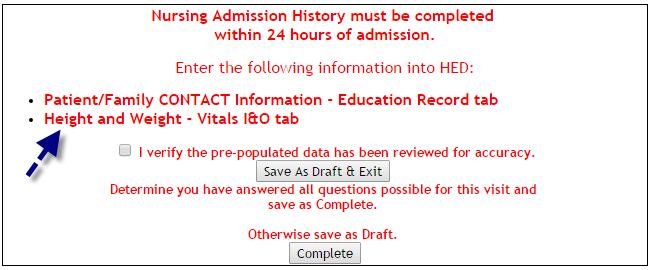 Nursing Admission History must be completed
within 24 hours of admission.
Enter the following information into HED:
Patient/Family CONTACT Information - Education Record tab
Height and Weight - Vitals I&O tab
I verify the pre-populated data has been reviewed for accuracy.
Save As Draft & Exit
Determine you have answered all questions possible for this visit and
save as Complete.
Otherwise save as Draft.
Complete